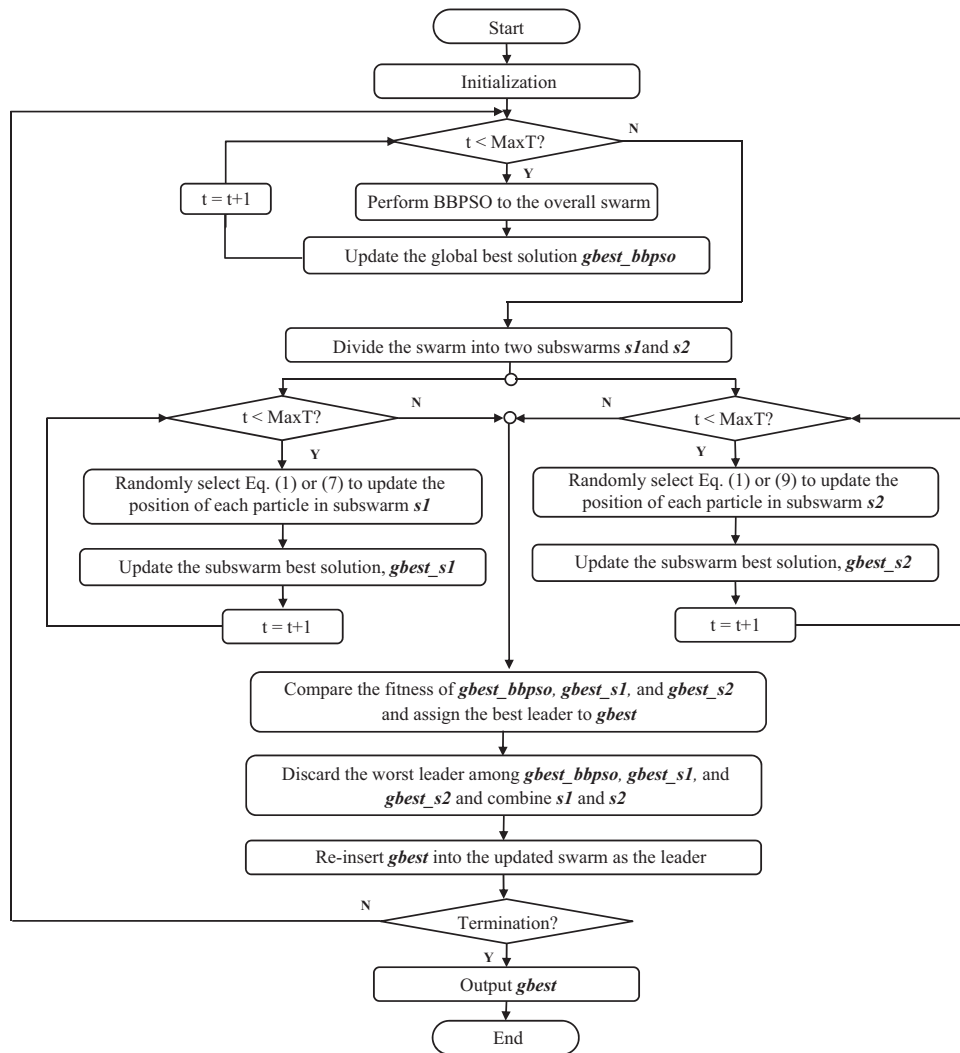 Start
Initialization
t < MaxT?
N
Y
t = t+1
Perform BBPSO to the overall swarm
Update the global best solution gbest_bbpso
Divide the swarm into two subswarms s1and s2
t < MaxT?
N
Y
Randomly select Eq. (1) or (7) to update the
position of each particle in subswarm s1
Update the subswarm best solution, gbest_s1
t = t+1
N
t < MaxT?
Y
Randomly select Eq. (1) or (9) to update the
position of each particle in subswarm s2
Update the subswarm best solution, gbest_s2
t = t+1
Compare the fitness of gbest_bbpso, gbest_s1, and gbest_s2
and assign the best leader to gbest
Discard the worst leader among gbest_bbpso, gbest_s1, and
gbest_s2 and combine s1 and s2
Re-insert gbest into the updated swarm as the leader
N
Termination?
Y
Output gbest
End